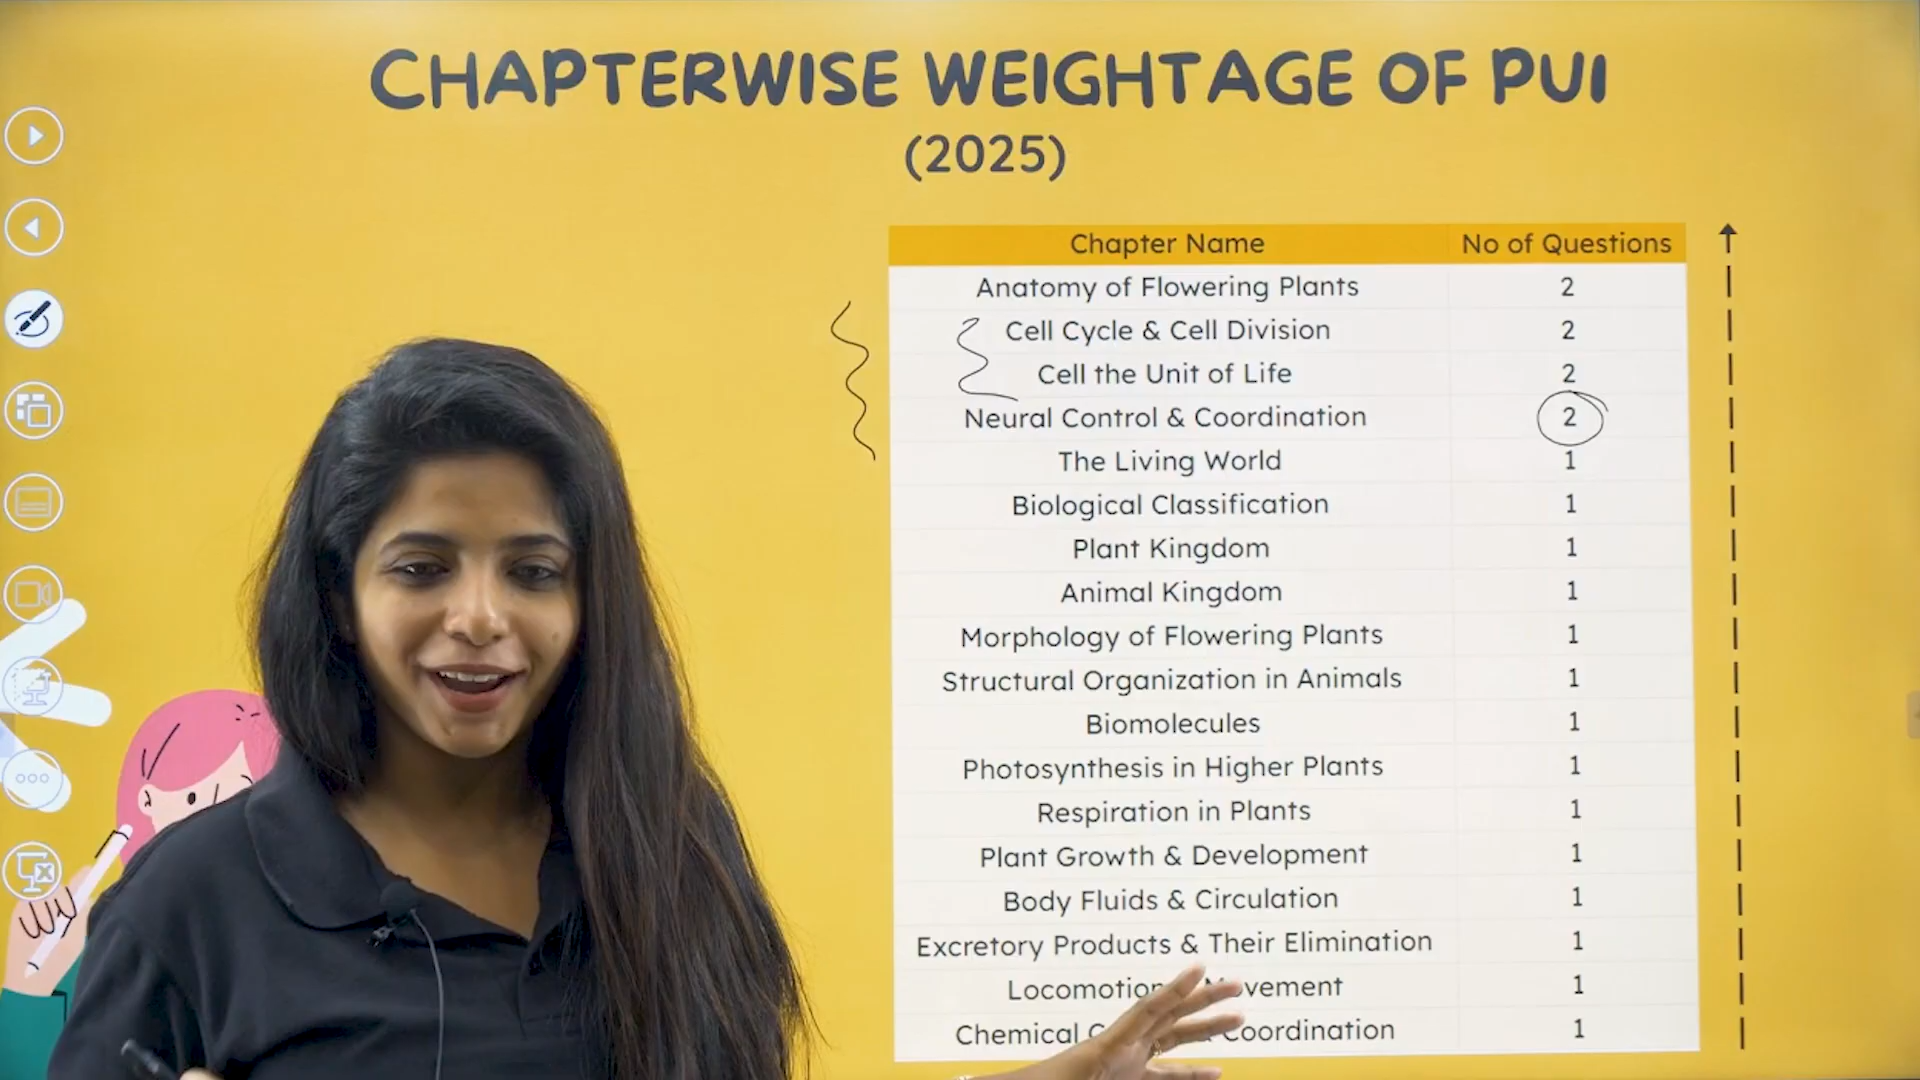 CHAPTERWISE WEIGHTAGE OF PUI
(2025)
Chapter Name No of Questions
Anatomy of Flowering Plants 2
Cell Cycle & Cell Division 2
Cell the Unit of Life 2
Neural Control & Coordination 2
The Living World 1
Biological Classification 1
Plant Kingdom 1
Animal Kingdom 1
Morphology of Flowering Plants 1
Structural Organization in Animals 1
Biomolecules 1
Photosynthesis in Higher Plants 1
Respiration in Plants 1
Plant Growth & Development 1
Body Fluids & Circulation 1
Excretory Products & Their Elimination 1
Locomotion Movement 1
Chemical Coordination 1